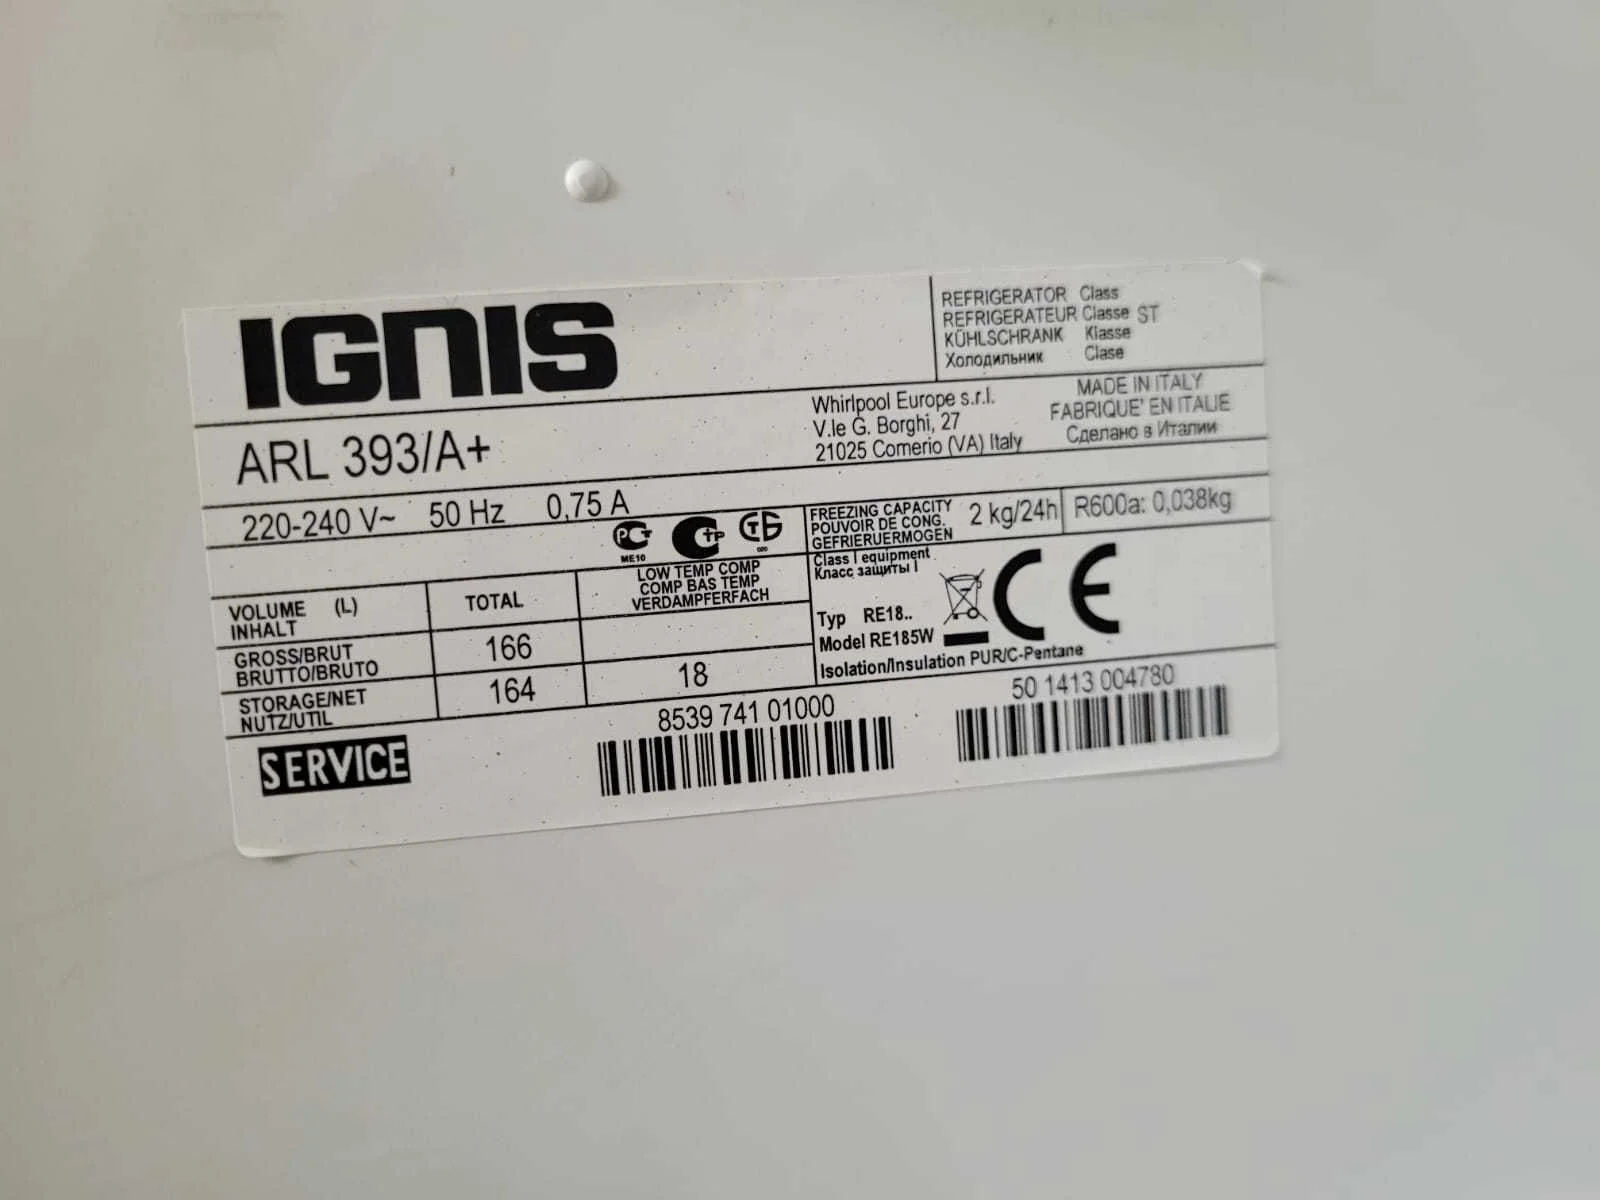 IGNIS
REFRIGERATOR Class
REFRIGERATEUR Classe ST
KÜHLSCHRANK Klasse
Холодильник Clase
ARL 393/A+
Whirlpool Europe s.r.l.
V.le G. Borghi, 27
21025 Comerio (VA) Italy
MADE IN ITALY
FABRIQUE' EN ITALIE
Сделано в Италии
220-240 V~ 50 Hz 0,75 A
FREEZING CAPACITY
POUVOIR DE CONG.
GEFRIERUERMOGEN
2 kg/24h
R600a: 0,038kg
ME10
VOLUME (L)
INHALT
TOTAL
LOW TEMP COMP
COMP BAS TEMP
VERDAMPFERFACH
GROSS/BRUT
BRUTTO/BRUTO
166
STORAGE/NET
NUTZ/UTIL
164
18
Class I equipment
Класс защиты I
Typ RE18..
Model RE185W
CE
Isolation/Insulation PUR/C-Pentane
SERVICE
8539 741 01000
50 1413 004780